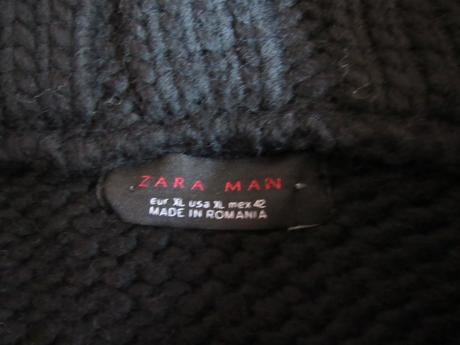 ZARA MAN
eur XL usa XL mex 42
MADE IN ROMANIA